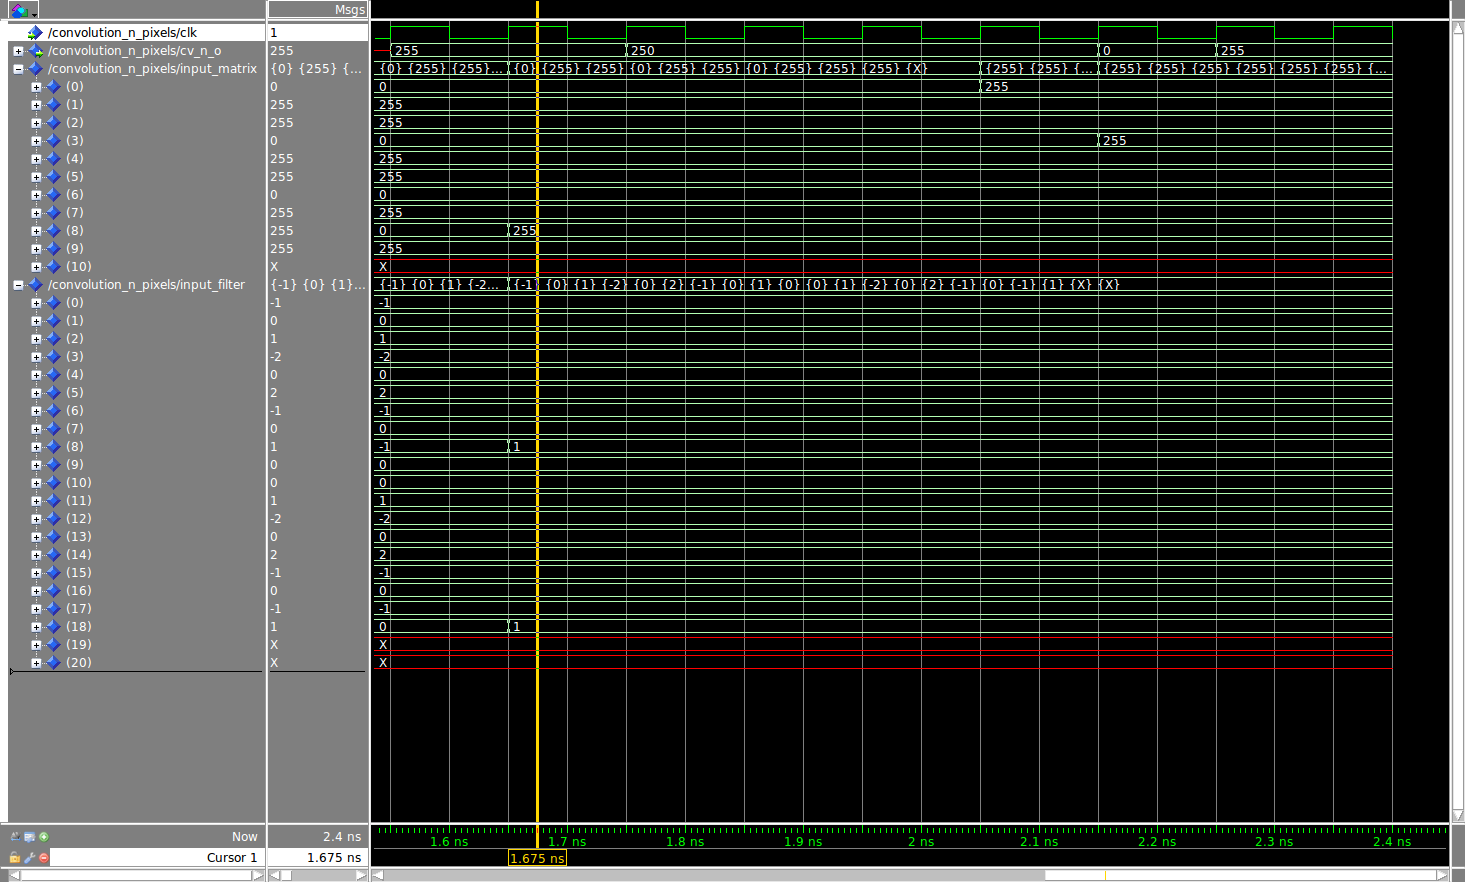 Msgs
/convolution_n_pixels/clk 1
/convolution_n_pixels/cv_n_o 255 255 250 0 255
/convolution_n_pixels/input_matrix {0} {255} {... {0} {255} {255}... {0} {255} {255} {0} {255} {255} {0} {255} {255} {255} {X} {255} {255} {... {255} {255} {255} {255} {255} {255} {...
(0) 0 0 255
(1) 255 255
(2) 255 255
(3) 0 0 255
(4) 255 255
(5) 255 255
(6) 0 0
(7) 255 255
(8) 255 0 255
(9) 255 255
(10) X X
/convolution_n_pixels/input_filter {-1} {0} {1}... {-1} {0} {1} {-2... {-1} {0} {1} {-2} {0} {2} {-1} {0} {1} {0} {0} {1} {-2} {0} {2} {-1} {0} {-1} {1} {X} {X}
(0) -1 -1
(1) 0 0
(2) 1 1
(3) -2 -2
(4) 0 0
(5) 2 2
(6) -1 -1
(7) 0 0
(8) 1 -1 1
(9) 0 0
(10) 0 0
(11) 1 1
(12) -2 -2
(13) 0 0
(14) 2 2
(15) -1 -1
(16) 0 0
(17) -1 -1
(18) 1 0 1
(19) X X
(20) X X
Now 2.4 ns 1.6 ns 1.7 ns 1.8 ns 1.9 ns 2 ns 2.1 ns 2.2 ns 2.3 ns 2.4 ns
Cursor 1 1.675 ns 1.675 ns